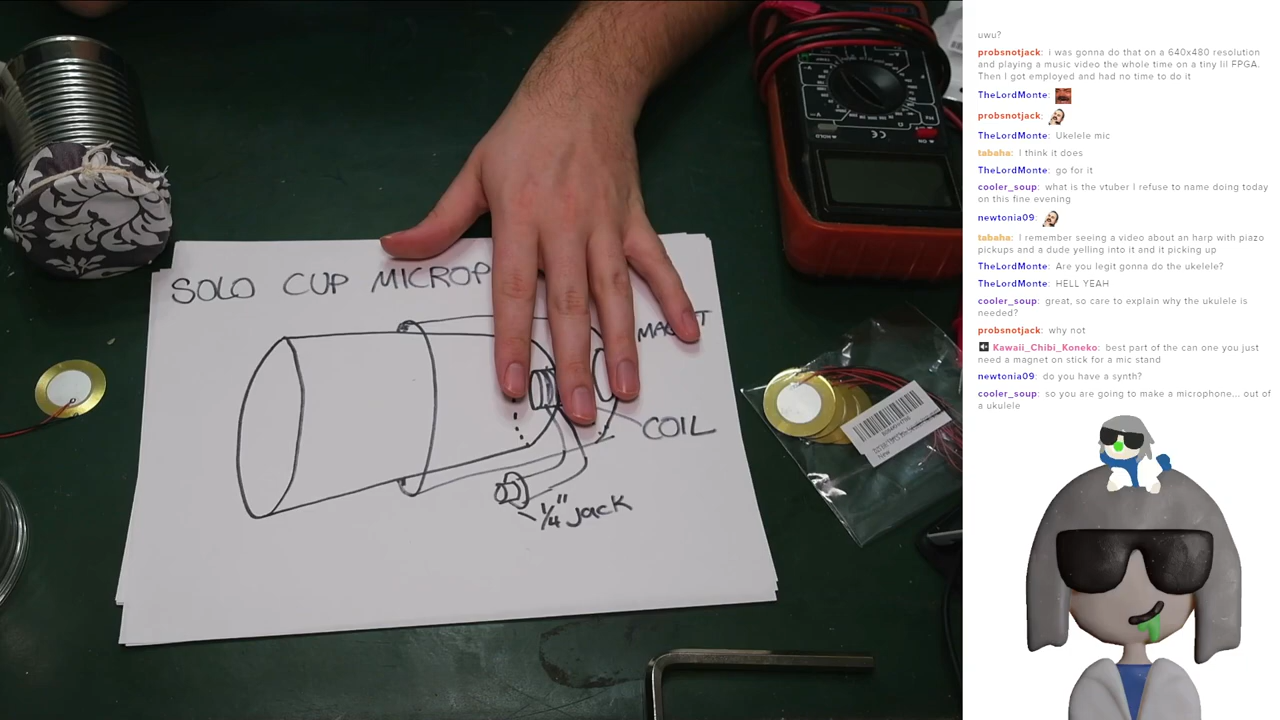 SOLO CUP MICROP
MAGNET
COIL
1/4" jack
HOLD
uwu?
probsnotjack: i was gonna do that on a 640x480 resolution
and playing a music video the whole time on a tiny lil FPGA.
Then I got employed and had no time to do it
TheLordMonte:
probsnotjack:
TheLordMonte: Ukelele mic
tabaha: I think it does
TheLordMonte: go for it
cooler_soup: what is the vtuber I refuse to name doing today
on this fine evening
newtonia09:
tabaha: I remember seeing a video about an harp with piazo
pickups and a dude yelling into it and it picking up
TheLordMonte: Are you legit gonna do the ukelele?
TheLordMonte: HELL YEAH
cooler_soup: great, so care to explain why the ukulele is
needed?
probsnotjack: why not
Kawaii_Chibi_Koneko: best part of the can one you just
need a magnet on stick for a mic stand
newtonia09: do you have a synth?
cooler_soup: so you are going to make a microphone... out of
a ukulele